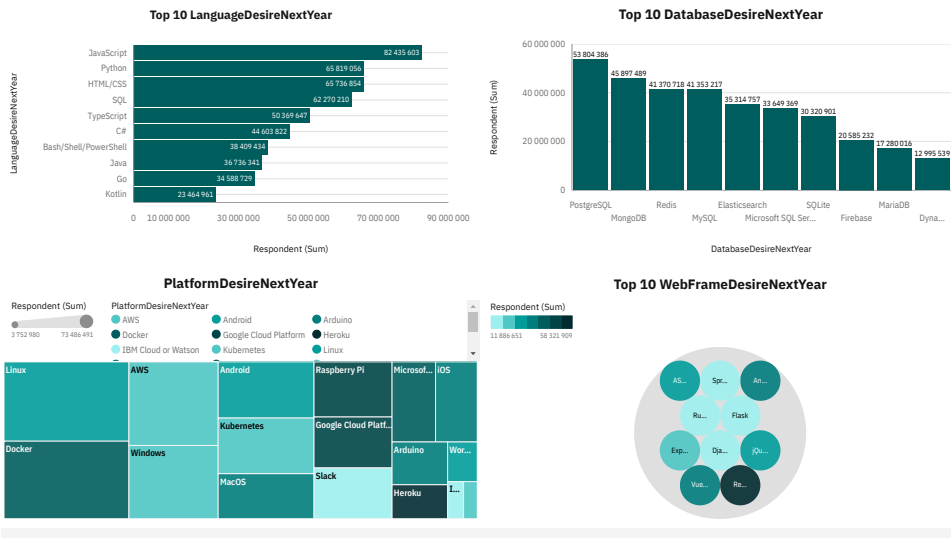 Top 10 LanguageDesireNextYear
LanguageDesireNextYear
JavaScript 82 435 603
Python 65 819 056
HTML/CSS 65 736 854
SQL 62 270 210
TypeScript 50 369 647
C# 44 603 822
Bash/Shell/PowerShell 38 409 434
Java 36 736 341
Go 34 588 729
Kotlin 23 464 961
0 10 000 000 30 000 000 50 000 000 70 000 000 90 000 000
Respondent (Sum)
Top 10 DatabaseDesireNextYear
Respondent (Sum)
60 000 000
40 000 000
20 000 000
0
53 804 386
45 897 489
41 370 718
41 353 217
35 314 757
33 649 369
30 320 901
20 585 232
17 280 016
12 995 539
PostgreSQL Redis Elasticsearch SQLite MariaDB
MongoDB MySQL Microsoft SQL Ser... Firebase Dyna...
DatabaseDesireNextYear
PlatformDesireNextYear
Respondent (Sum)
3 752 980 73 486 491
PlatformDesireNextYear
AWS Android Arduino
Docker Google Cloud Platform Heroku
IBM Cloud or Watson Kubernetes Linux
Linux
AWS
Android
Raspberry Pi
Microsof...
iOS
Kubernetes
Google Cloud Platf...
Docker
Windows
Arduino
Wor...
MacOS
Slack
Heroku
I...
Top 10 WebFrameDesireNextYear
Respondent (Sum)
11 886 651 58 321 909
AS... Spr... An...
Ru... Flask
Exp... Dja... jQu...
Vue... Re...